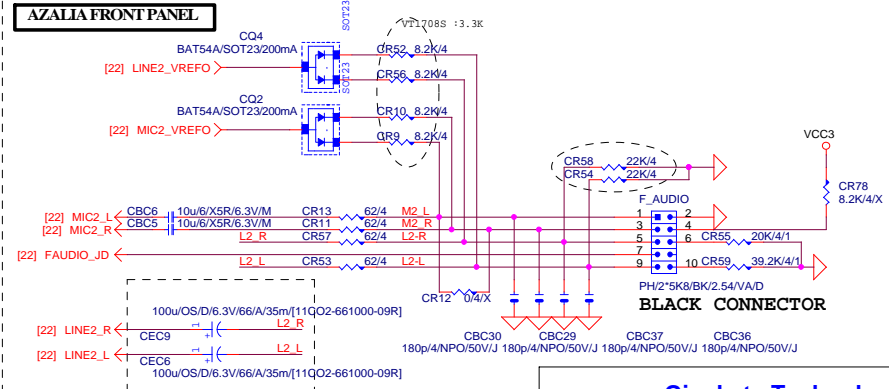 AZALIA FRONT PANEL
SOT23
VT1708S :3.3K
CQ4
BAT54A/SOT23/200mA
CR52 8.2K/4
[22] LINE2_VREFO
CR56 8.2K/4
SOT23
CQ2
BAT54A/SOT23/200mA
CR10 8.2K/4
[22] MIC2_VREFO
CR9 8.2K/4
VCC3
CR58 22K/4
CR54 22K/4
CR78
8.2K/4/X
F_AUDIO
[22] MIC2_L CBC6 10u/6/X5R/6.3V/M CR13 62/4 M2_L 1 2
[22] MIC2_R CBC5 10u/6/X5R/6.3V/M CR11 62/4 M2_R 3 4
L2_R CR57 62/4 L2-R 5 6 CR55 20K/4/1
[22] FAUDIO_JD 7
L2_L CR53 62/4 L2-L 9 10 CR59 39.2K/4/1
PH/2*5K8/BK/2.54/VA/D
BLACK CONNECTOR
CR12 0/4/X
100u/OS/D/6.3V/66/A/35m/[11CO2-661000-09R]
[22] LINE2_R 1 + L2_R
CEC9
CBC30 CBC29 CBC37 CBC36
180p/4/NPO/50V/J 180p/4/NPO/50V/J 180p/4/NPO/50V/J 180p/4/NPO/50V/J
[22] LINE2_L 1 + L2_L
CEC6
100u/OS/D/6.3V/66/A/35m/[11CO2-661000-09R]